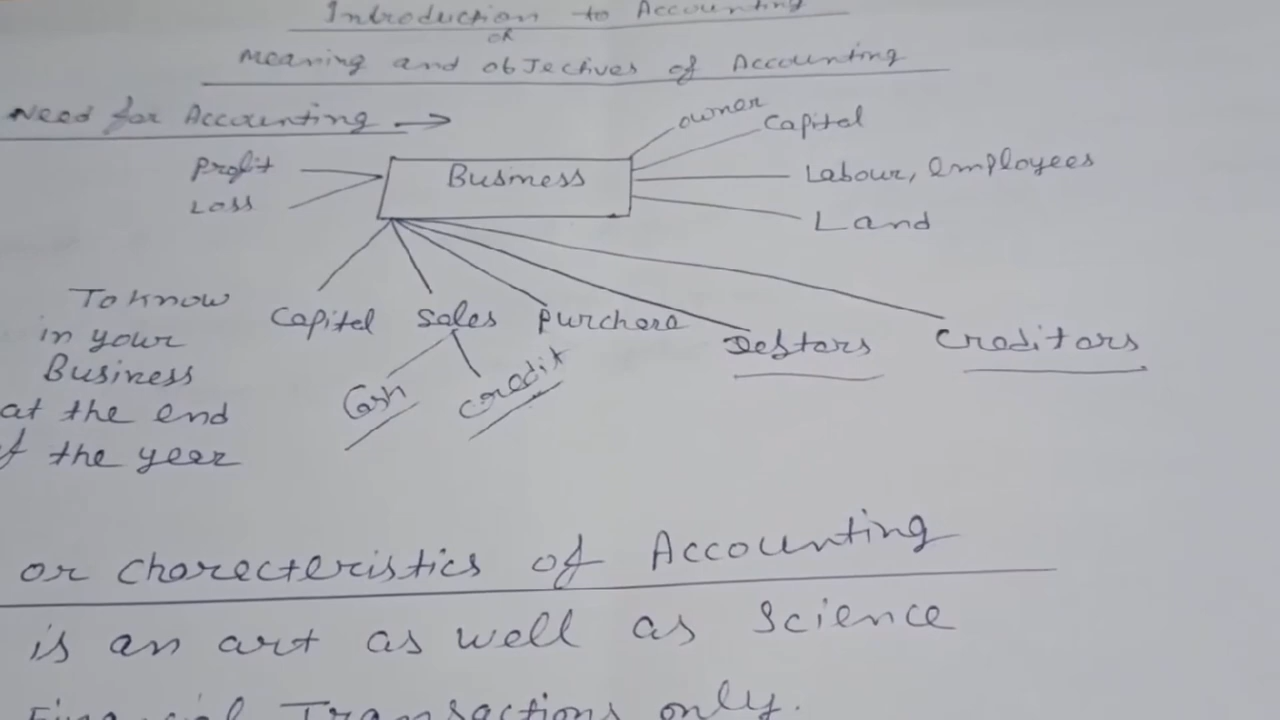 Introduction to Accounting
or
Meaning and objectives of Accounting
Need for Accounting →
owner
Capital
Profit
Business
Labour, employees
Loss
Land
To Know
in your
Business
at the end
of the year
Capital
Sales
Purchase
Debtors
Creditors
Cash
Credit
or charecteristics of Accounting
is an art as well as Science
Financial Transactions only.